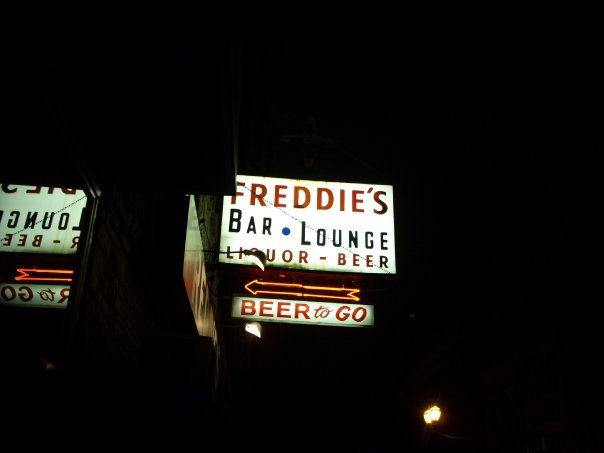 FREDDIE'S
BAR • LOUNGE
LIQUOR - BEER
BEER to GO